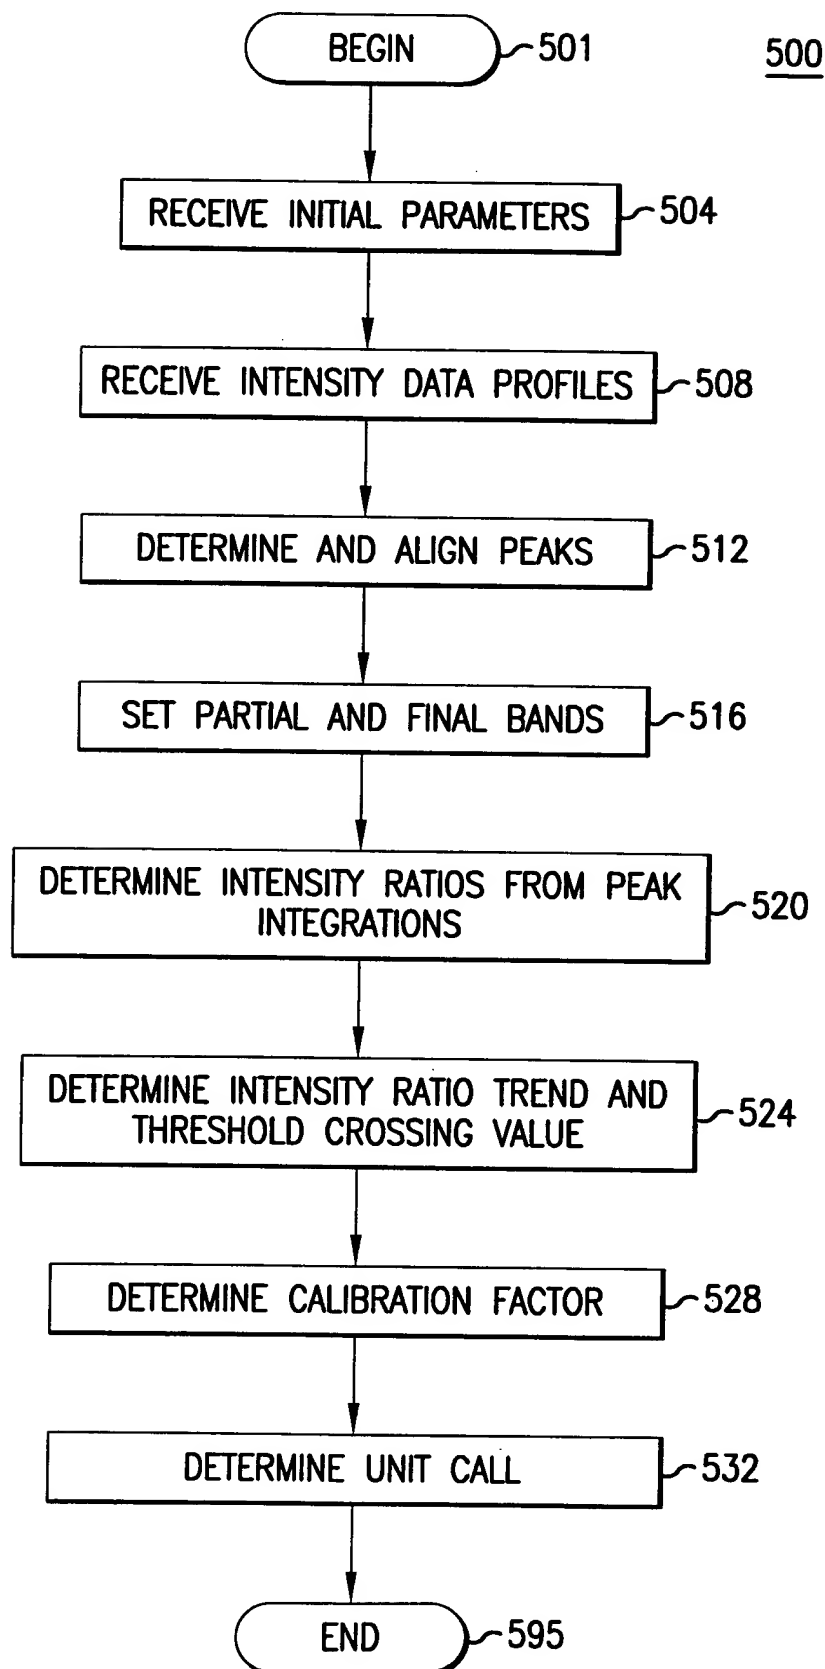 BEGIN 501
500
RECEIVE INITIAL PARAMETERS 504
RECEIVE INTENSITY DATA PROFILES 508
DETERMINE AND ALIGN PEAKS 512
SET PARTIAL AND FINAL BANDS 516
DETERMINE INTENSITY RATIOS FROM PEAK
INTEGRATIONS
520
DETERMINE INTENSITY RATIO TREND AND
THRESHOLD CROSSING VALUE
524
DETERMINE CALIBRATION FACTOR 528
DETERMINE UNIT CALL 532
END 595